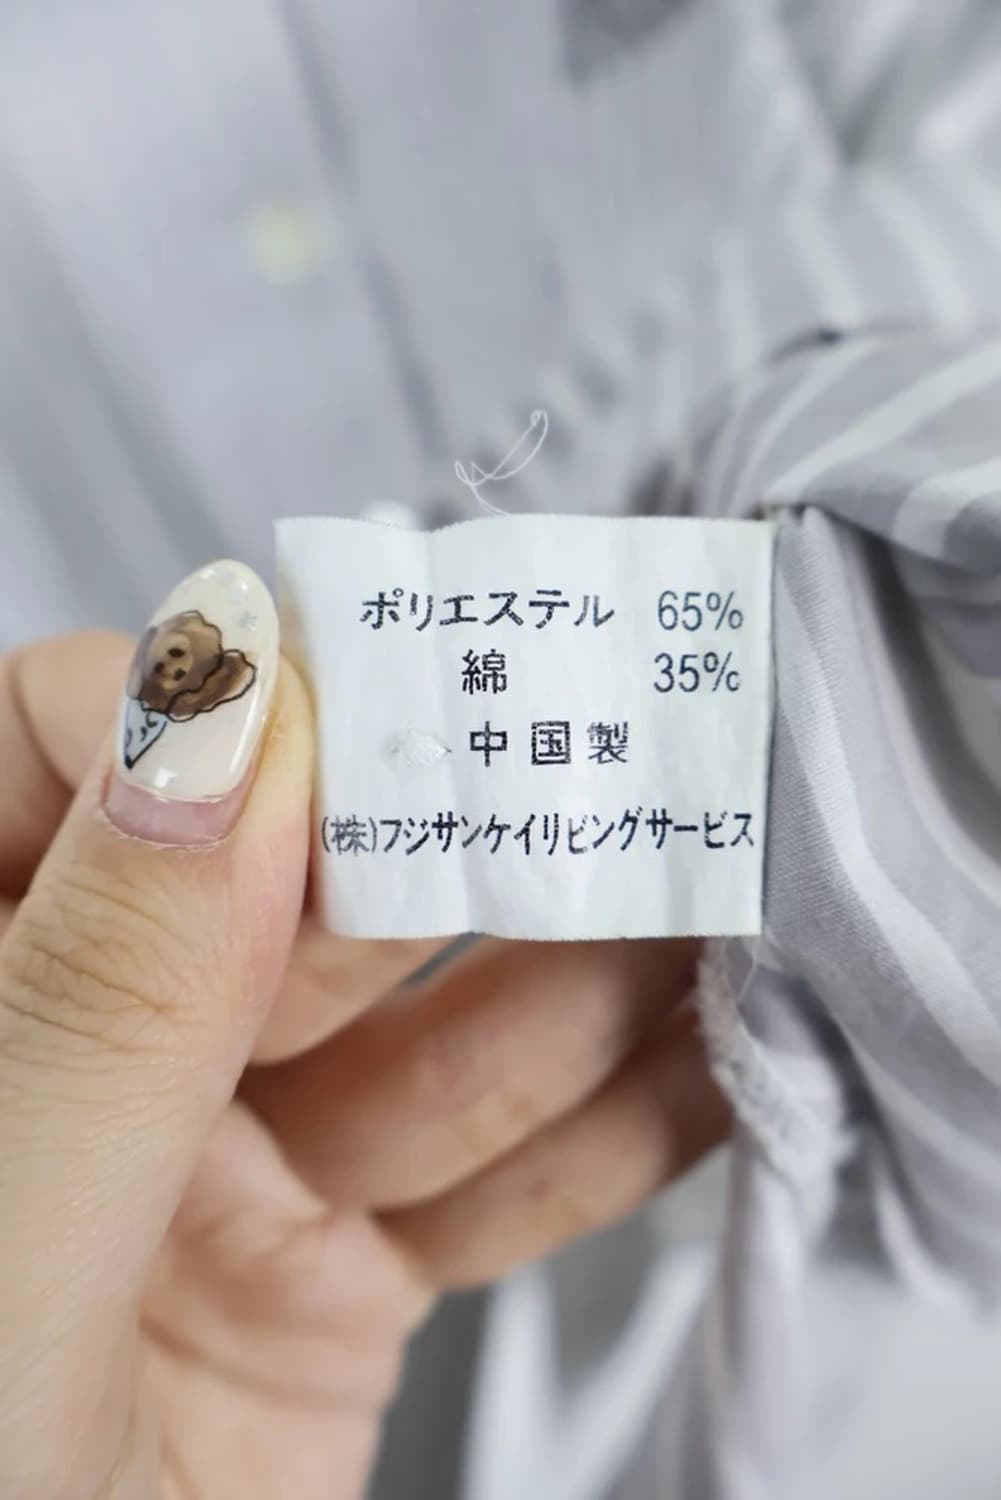 ポリエステル 65%
綿 35%
中国製
(株)フジサンケイリビングサービス